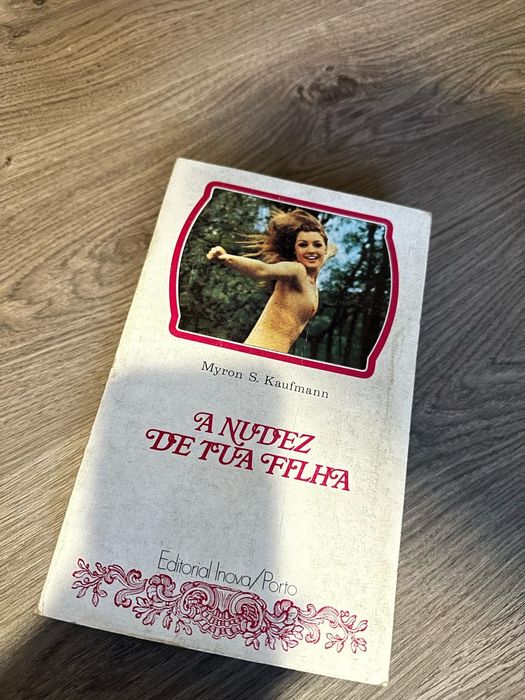 Myron S. Kaufmann
A NUDEZ
DE TUA FILHA
Editorial Inova/Porto